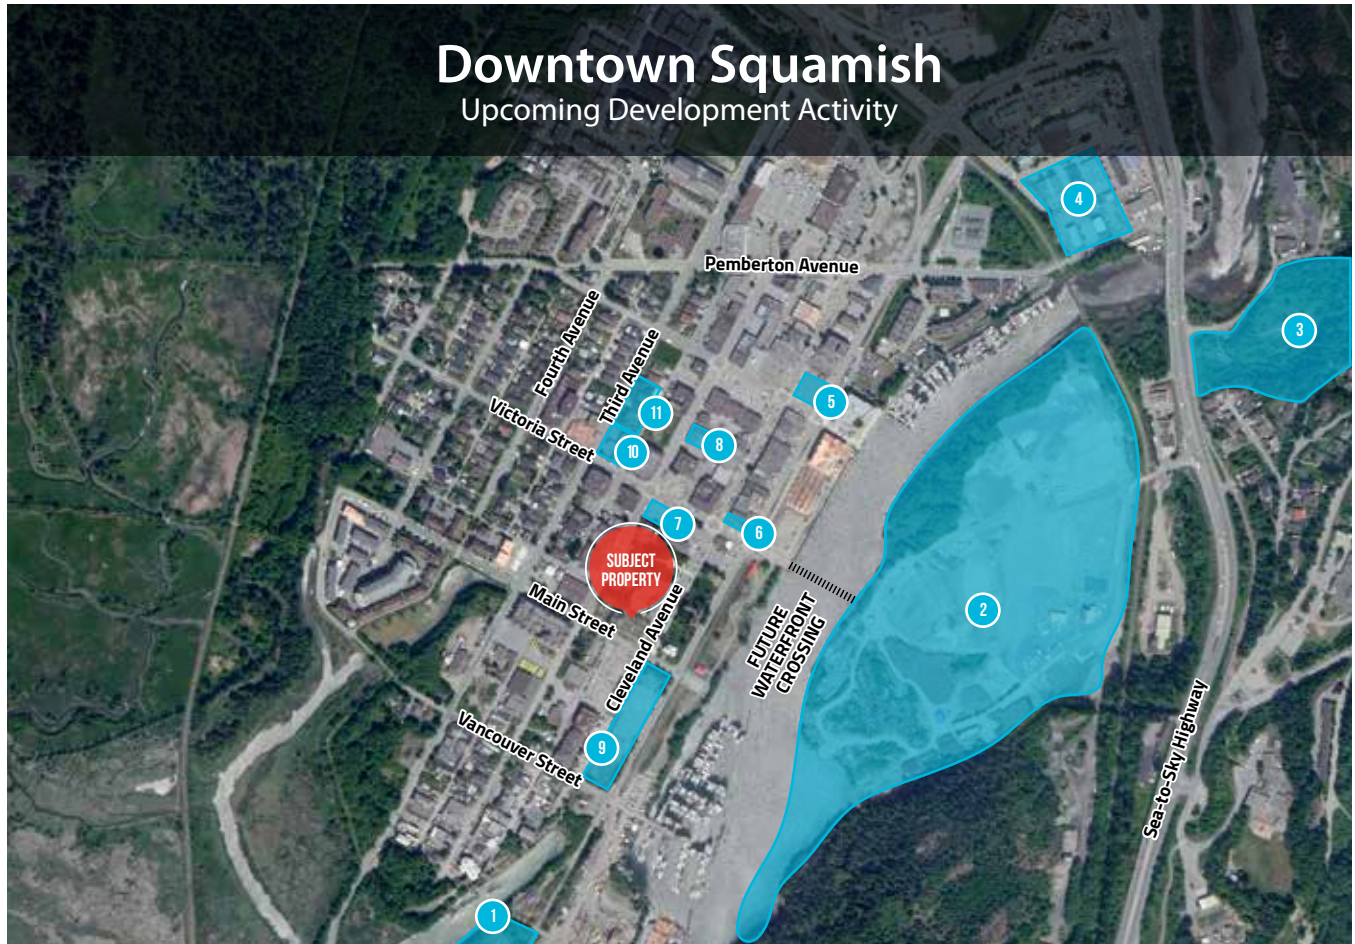 Downtown Squamish
Upcoming Development Activity
4
Pemberton Avenue
3
Fourth Avenue
Third Avenue
5
Victoria Street
11
8
10
7
6
SUBJECT
PROPERTY
Main Street
Cleveland Avenue
FUTURE
WATERFRONT
CROSSING
2
Sea-to-Sky Highway
Vancouver Street
9
1